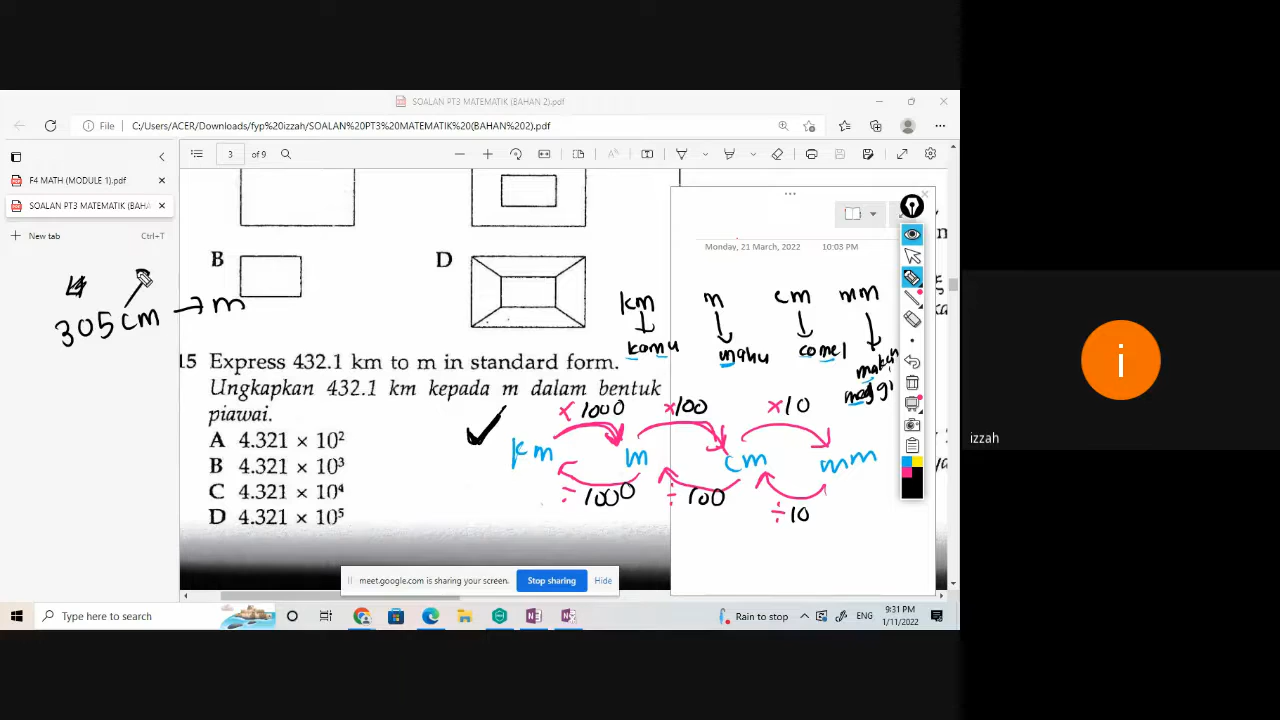 SOALAN PT3 MATEMATIK (BAHAN 2).pdf
File C:/Users/ACER/Downloads/fyp%20izzah/SOALAN%20PT3%20MATEMATIK%20(BAHAN%202).pdf
3 of 9
F4 MATH (MODULE 1).pdf
SOALAN PT3 MATEMATIK (BAHA
New tab Ctrl+T
Monday, 21 March, 2022 10:03 PM
B
D
km m cm mm
komu mahu comel makan
maggi
305 cm → m
15 Express 432.1 km to m in standard form.
Ungkapkan 432.1 km kepada m dalam bentuk
piawai.
A 4.321 × 10²
B 4.321 × 10³
C 4.321 × 10⁴
D 4.321 × 10⁵
×1000 ×100 ×10
km m cm mm
÷1000 ÷100 ÷10
izzah
i
meet.google.com is sharing your screen. Stop sharing Hide
Type here to search
Rain to stop
ENG
9:31 PM
1/11/2022